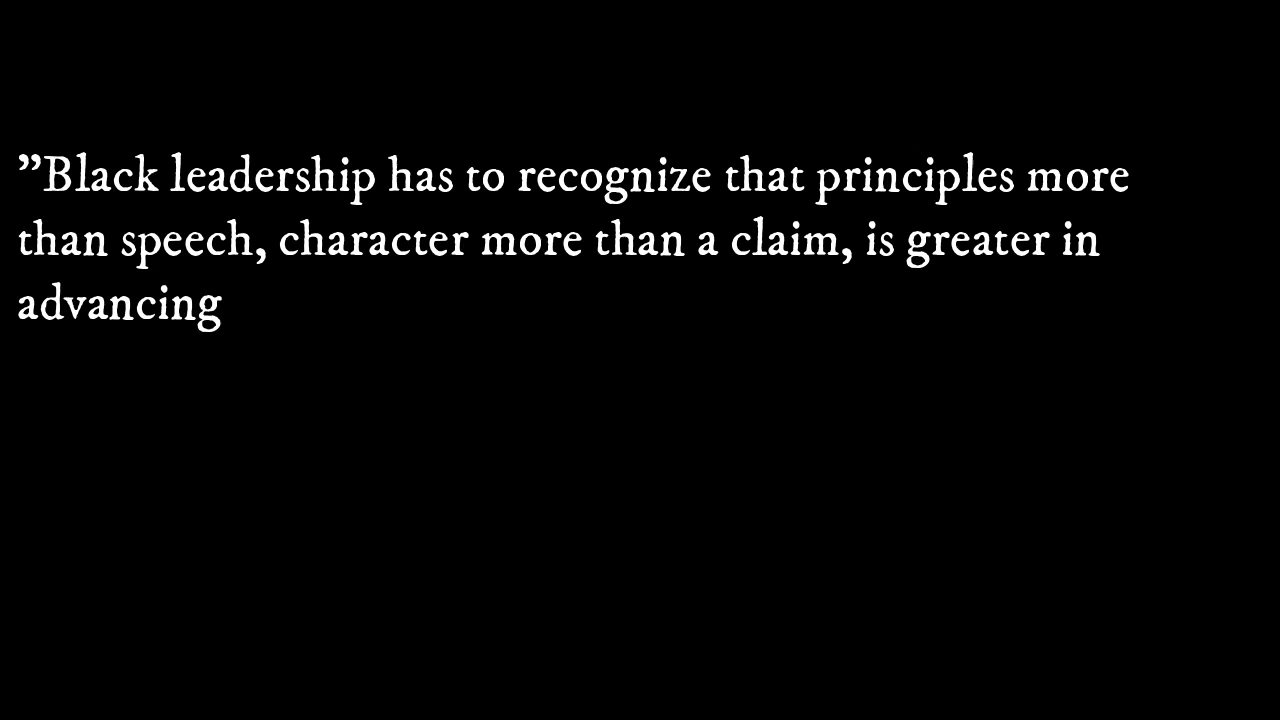 ”Black leadership has to recognize that principles more
than speech, character more than a claim, is greater in
advancing